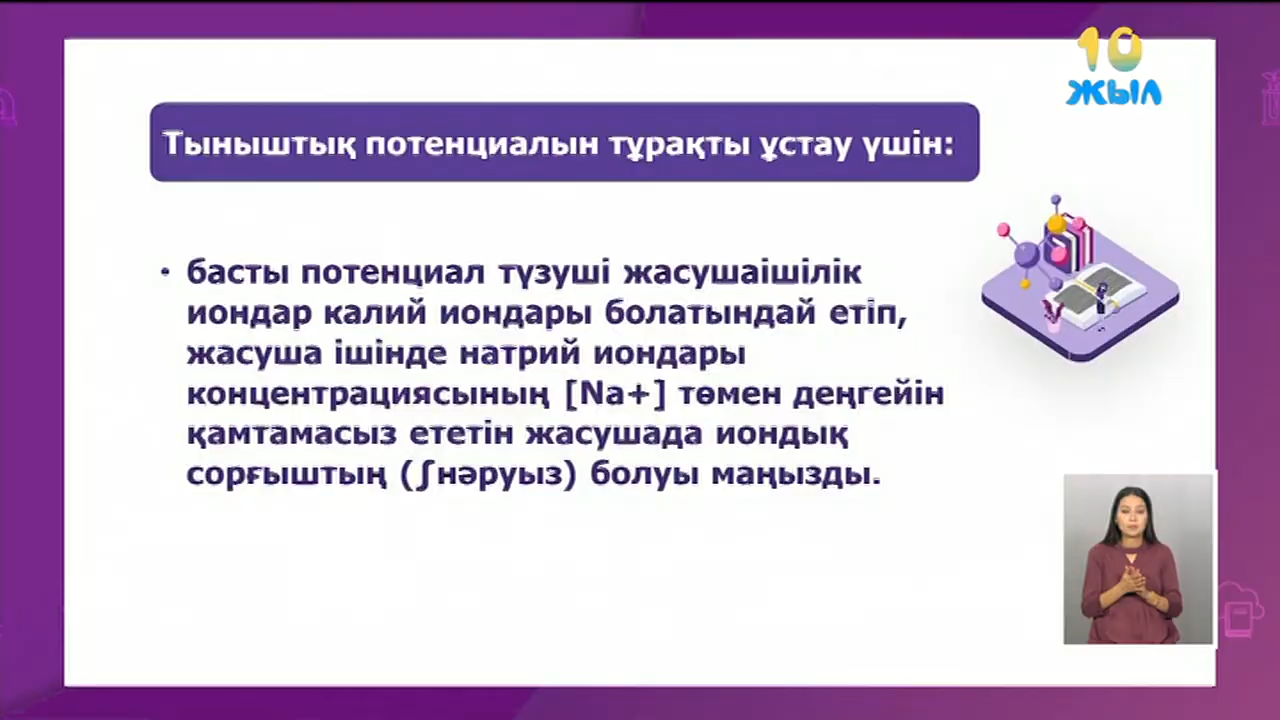 10
жыл
Тыныштық потенциалын тұрақты ұстау үшін:
• басты потенциал түзуші жасушаішілік
иондар калий иондары болатындай етіп,
жасуша ішінде натрий иондары
концентрациясының [Na+] төмен деңгейін
қамтамасыз ететін жасушада иондық
сорғыштың (ʃнәруыз) болуы маңызды.